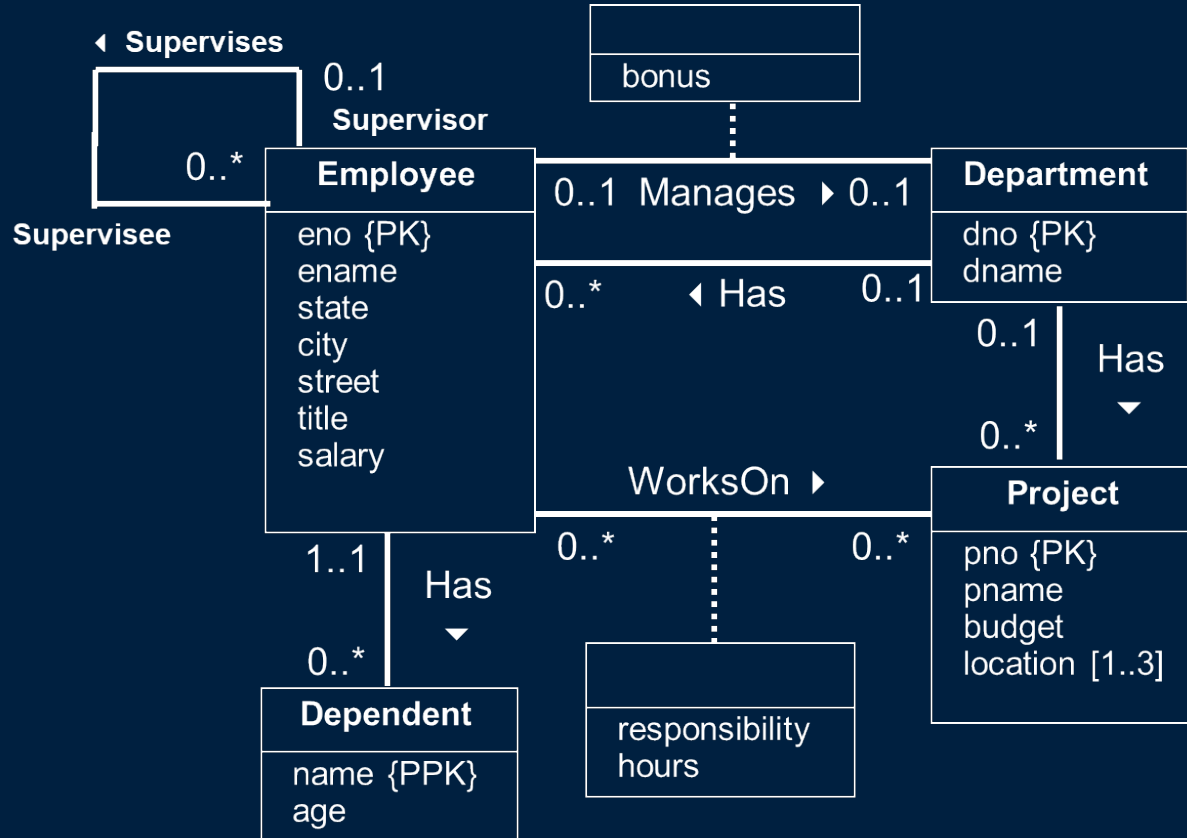 Supervises
0..1
Supervisor
0..*
Supervisee
Employee
eno {PK}
ename
state
city
street
title
salary
bonus
0..1 Manages 0..1
0..* Has 0..1
Department
dno {PK}
dname
0..1
Has
0..*
WorksOn
0..* 0..*
Project
pno {PK}
pname
budget
location [1..3]
1..1
Has
0..*
Dependent
name {PPK}
age
responsibility
hours